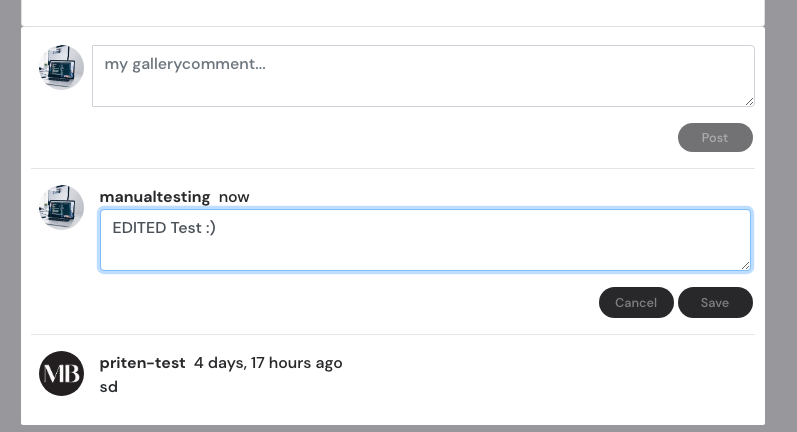 my gallerycomment...
Post
manualtesting now
EDITED Test :)
Cancel Save
MB priten-test 4 days, 17 hours ago
sd